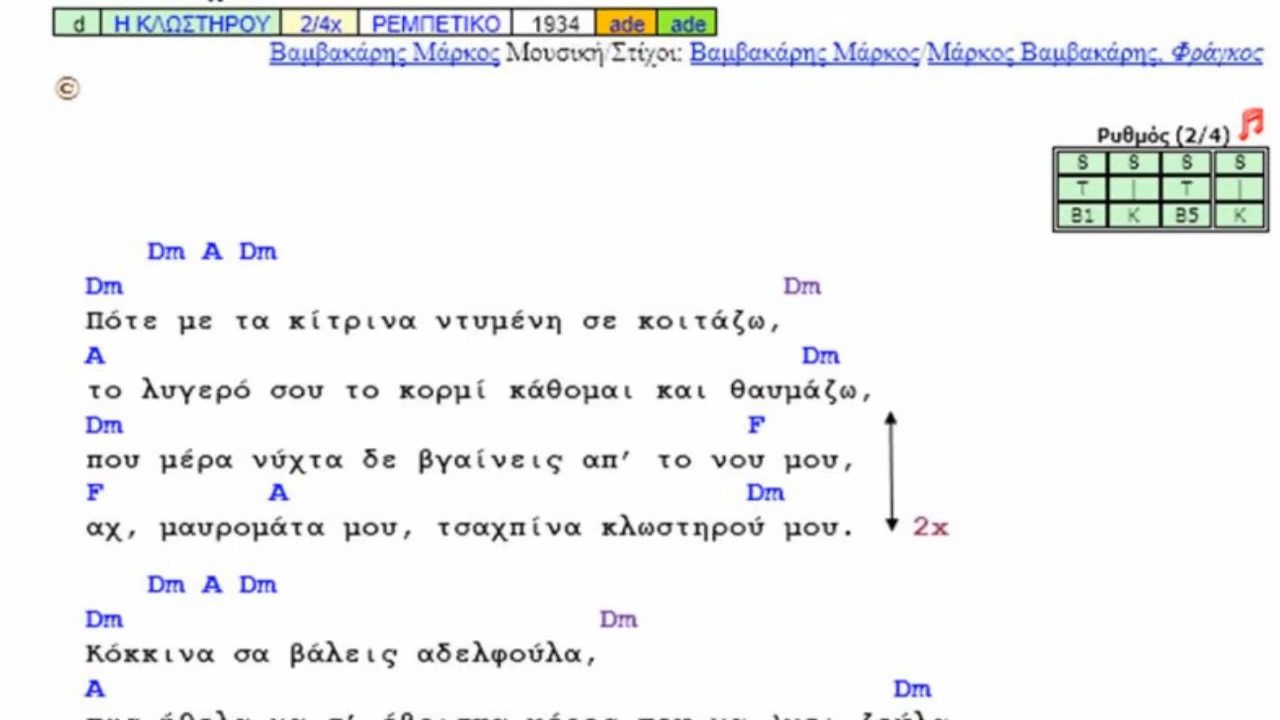 d Η ΚΛΩΣΤΗΡΟΥ 2/4x ΡΕΜΠΕΤΙΚΟ 1934 ade ade
Βαμβακάρης Μάρκος Μουσική/Στίχοι: Βαμβακάρης Μάρκος/Μάρκος Βαμβακάρης, Φράγκος
©
Ρυθμός (2/4)
S S S S
T | T |
B1 K B5 K
Dm A Dm
Dm Dm
Πότε με τα κίτρινα ντυμένη σε κοιτάζω,
A Dm
το λυγερό σου το κορμί κάθομαι και θαυμάζω,
Dm F
που μέρα νύχτα δε βγαίνεις απ’ το νου μου,
F A Dm
αχ, μαυρομάτα μου, τσαχπίνα κλωστηρού μου. 2x
Dm A Dm
Dm Dm
Κόκκινα σα βάλεις αδελφούλα,
A Dm